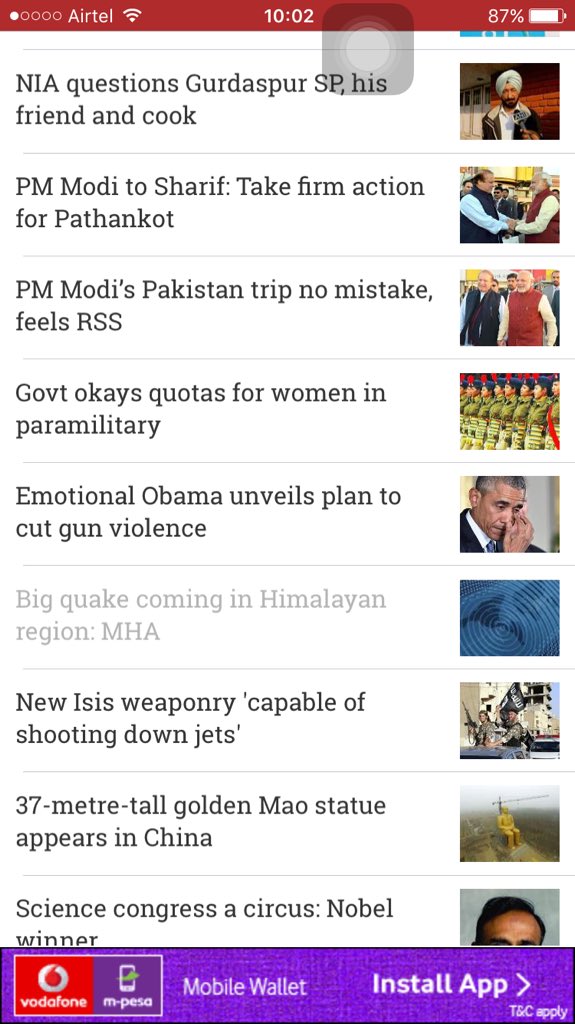 Airtel 10:02 87%
NIA questions Gurdaspur SP, his
friend and cook
PM Modi to Sharif: Take firm action
for Pathankot
PM Modi’s Pakistan trip no mistake,
feels RSS
Govt okays quotas for women in
paramilitary
Emotional Obama unveils plan to
cut gun violence
Big quake coming in Himalayan
region: MHA
New Isis weaponry 'capable of
shooting down jets'
37-metre-tall golden Mao statue
appears in China
Science congress a circus: Nobel
winner
vodafone m-pesa Mobile Wallet Install App >
T&C apply